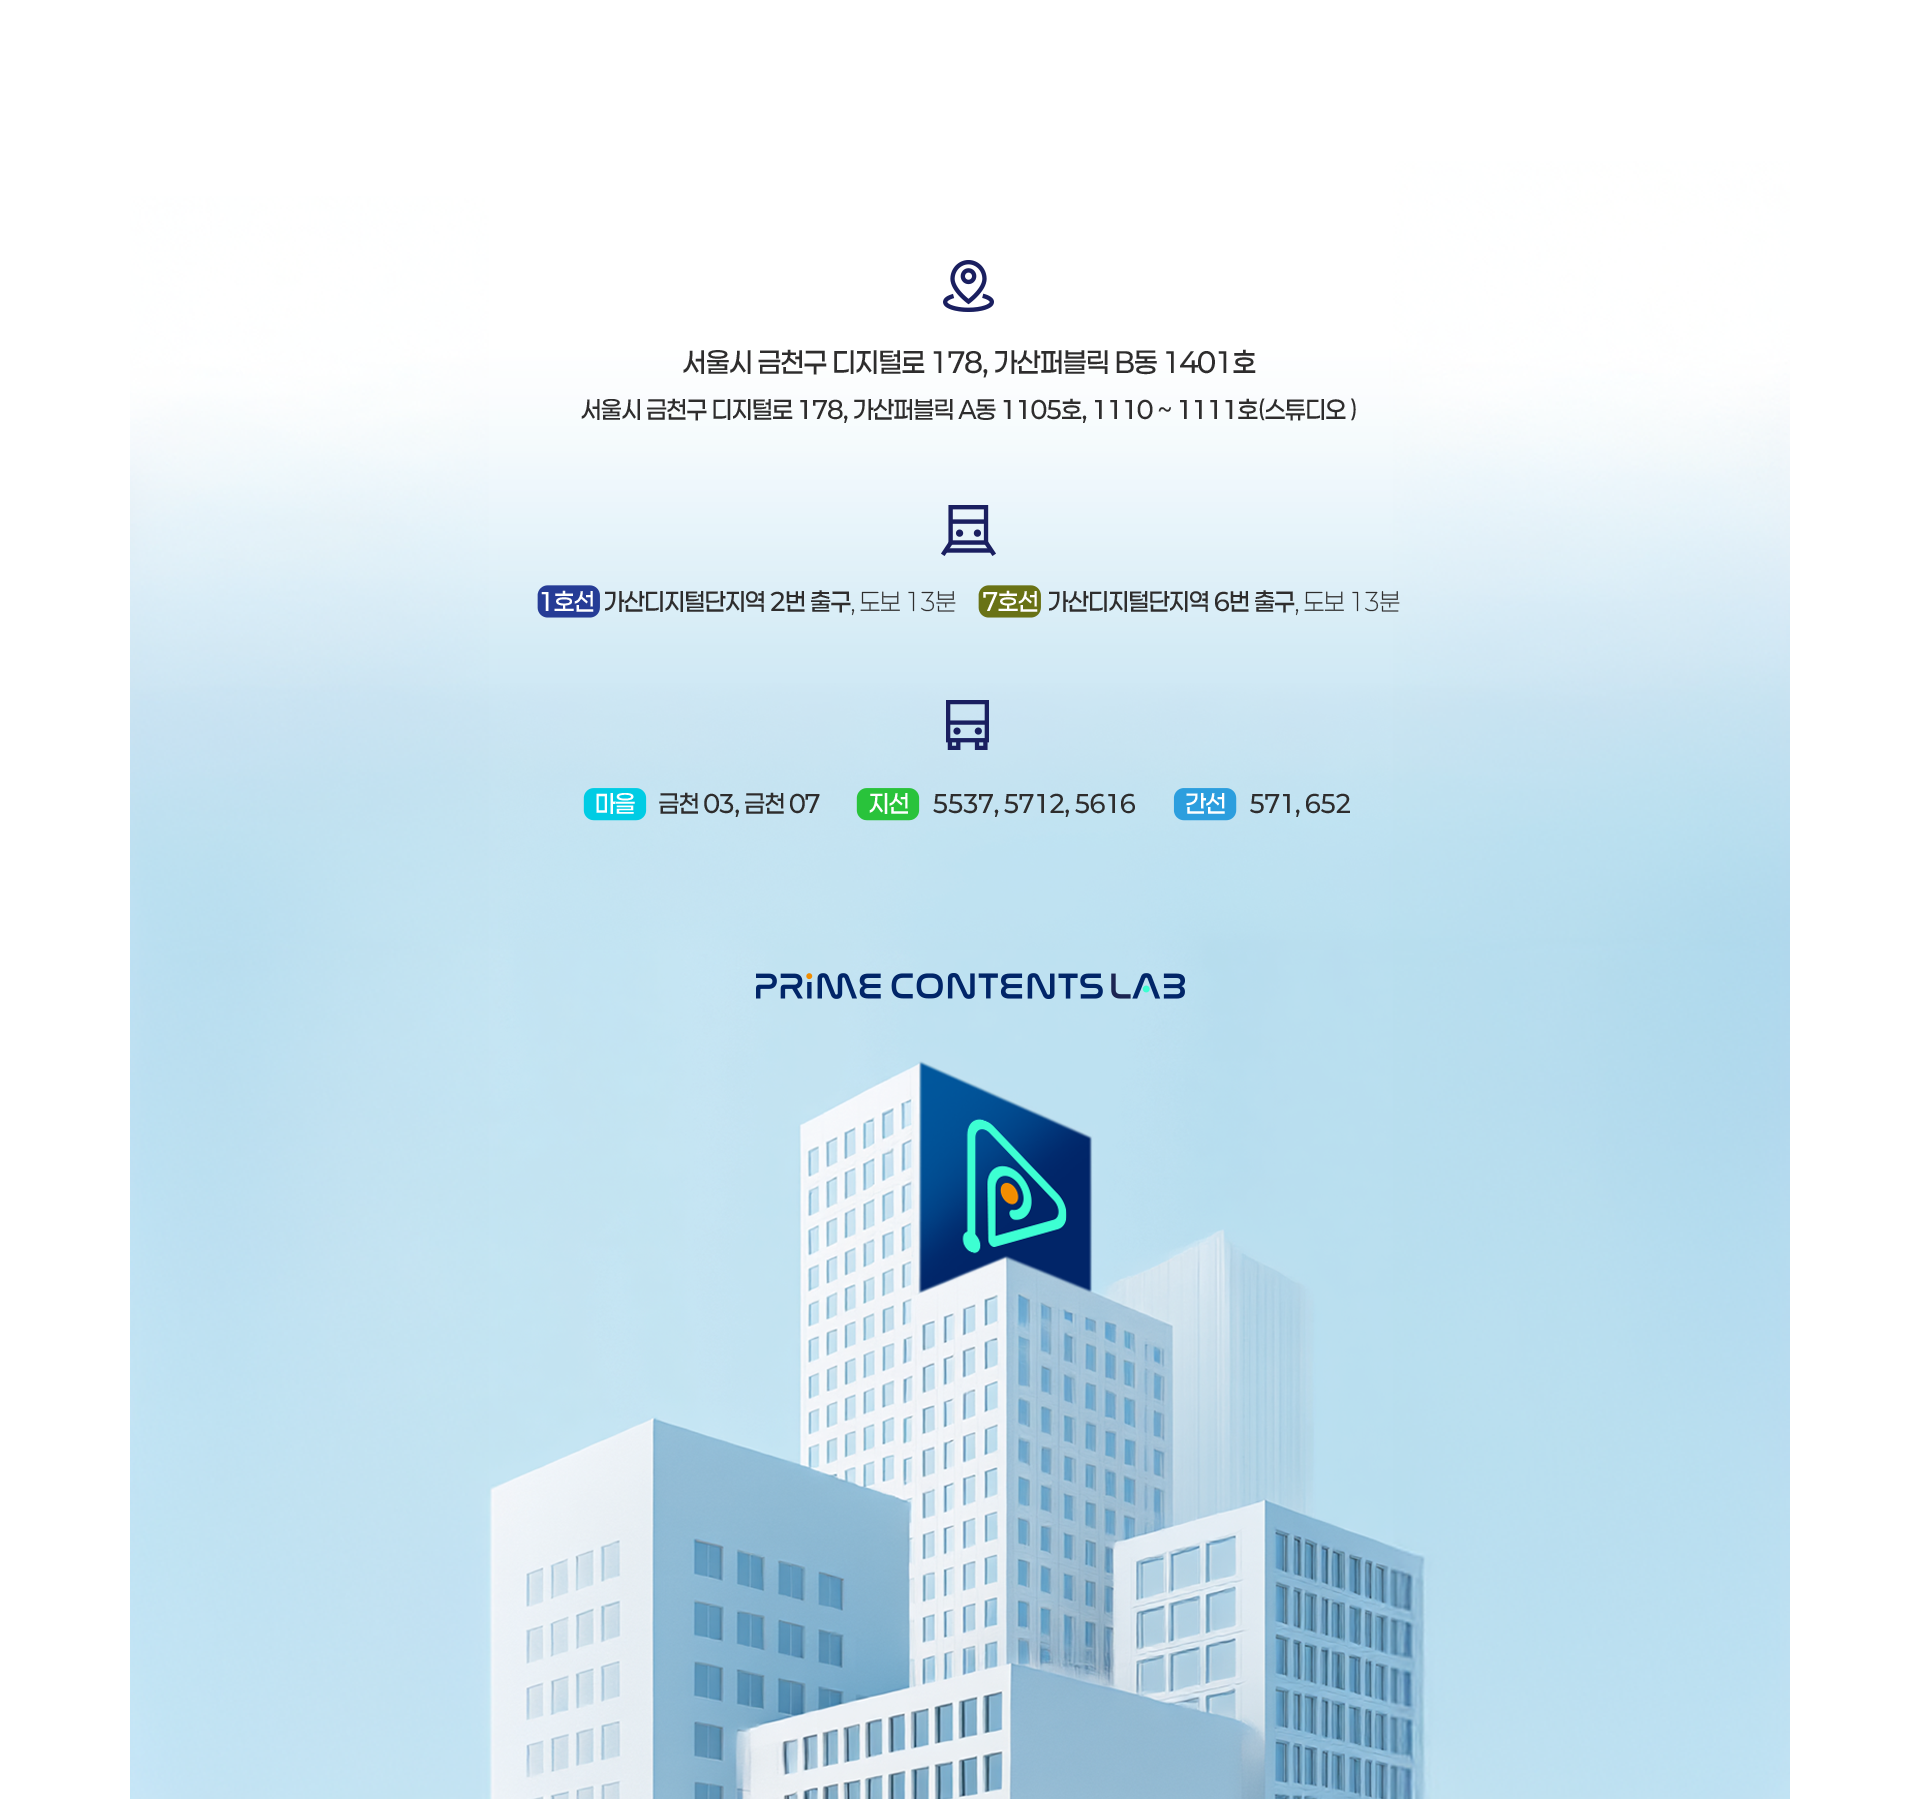 서울시 금천구 디지털로 178, 가산퍼블릭 B동 1401호
서울시 금천구 디지털로 178, 가산퍼블릭 A동 1105호, 1110 ~ 1111호(스튜디오 )
1호선 가산디지털단지역 2번 출구, 도보 13분 7호선 가산디지털단지역 6번 출구, 도보 13분
마을 금천 03, 금천 07 지선 5537, 5712, 5616 간선 571, 652
PRiME CONTENTS LAB